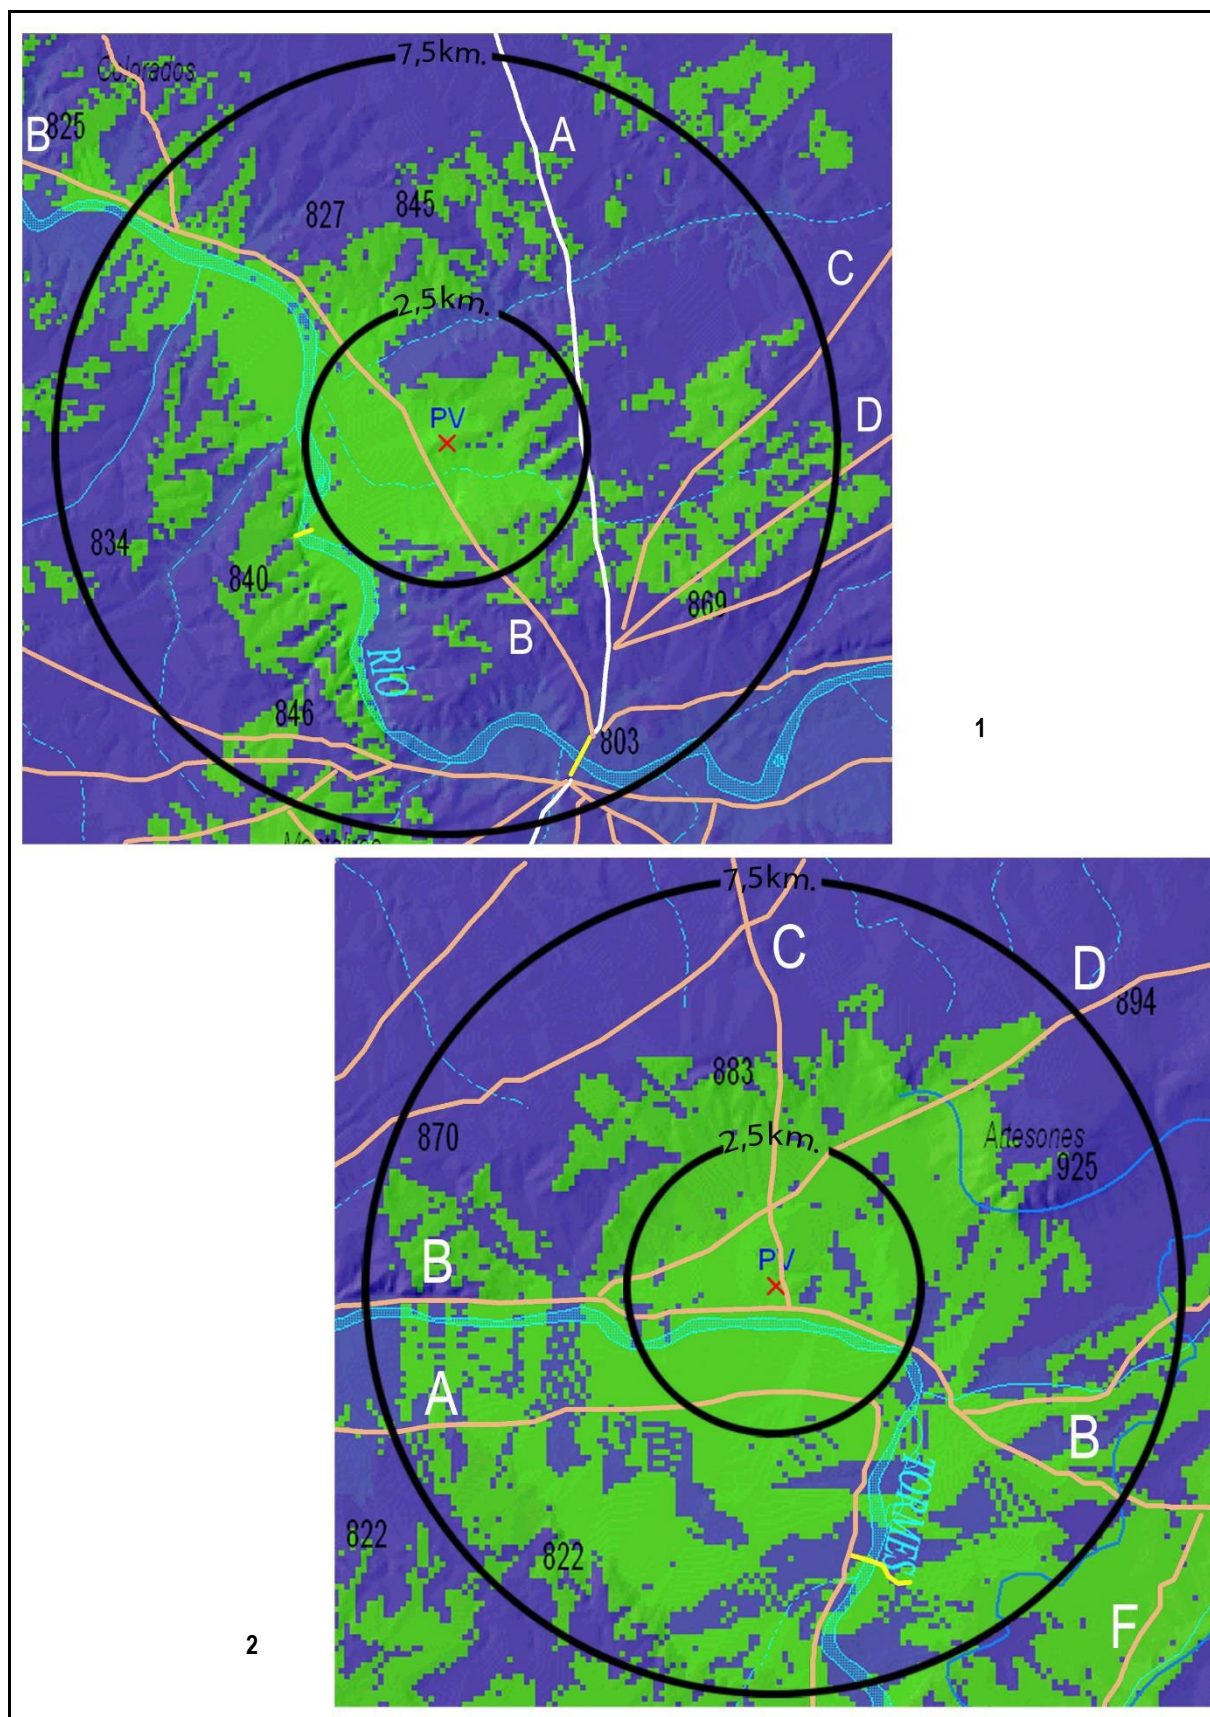 7,5km.
Colorados
B
825
A
827
845
C
2,5km.
D
PV
834
840
869
B
RÍO
846
803
1
7,5km.
C
D
894
883
2,5km.
870
Artesones
925
PV
B
A
B
TORMES
822
822
F
2